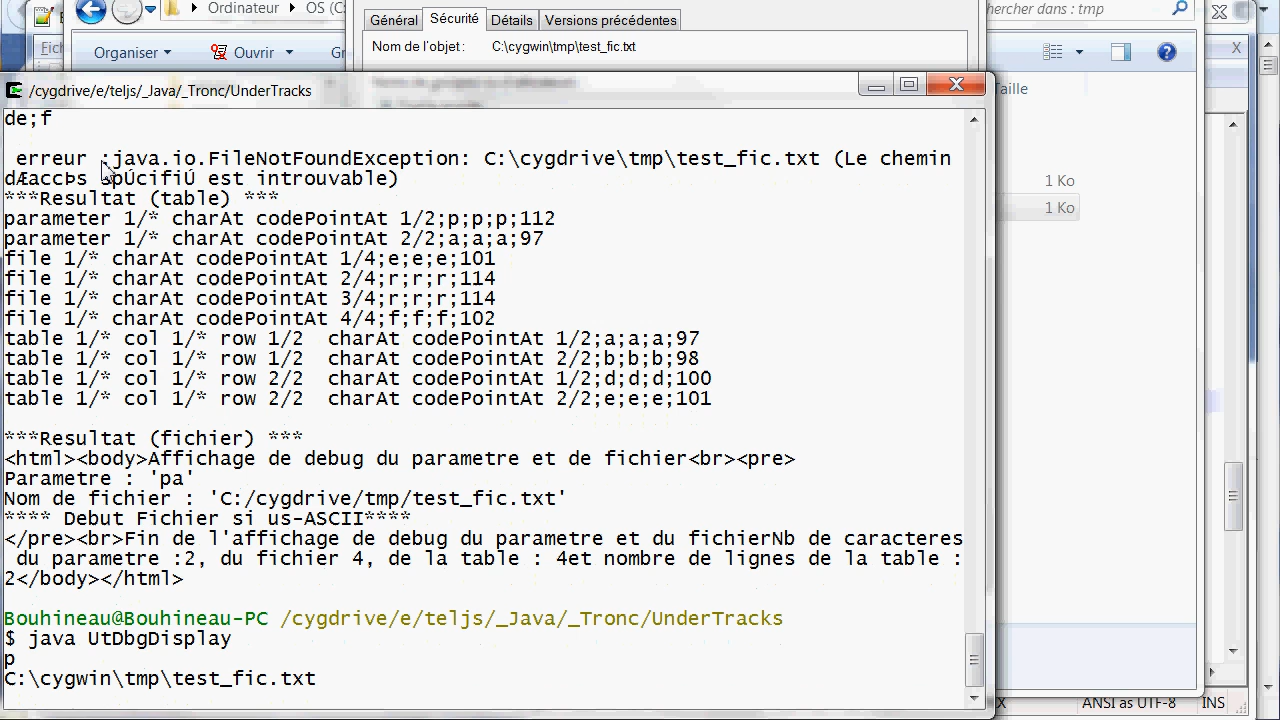 Ordinateur ▸ OS (C
hercher dans : tmp
Général Sécurité Détails Versions précédentes
Nom de l'objet : C:\cygwin\tmp\test_fic.txt
Organiser Ouvrir Gr
Fich
/cygdrive/e/teljs/_Java/_Tronc/UnderTracks
Taille
1 Ko
1 Ko
de;f
erreur :java.io.FileNotFoundException: C:\cygdrive\tmp\test_fic.txt (Le chemin
dÆaccÞs spÚcifiÚ est introuvable)
***Resultat (table) ***
parameter 1/* charAt codePointAt 1/2;p;p;p;112
parameter 1/* charAt codePointAt 2/2;a;a;a;97
file 1/* charAt codePointAt 1/4;e;e;e;101
file 1/* charAt codePointAt 2/4;r;r;r;114
file 1/* charAt codePointAt 3/4;r;r;r;114
file 1/* charAt codePointAt 4/4;f;f;f;102
table 1/* col 1/* row 1/2  charAt codePointAt 1/2;a;a;a;97
table 1/* col 1/* row 1/2  charAt codePointAt 2/2;b;b;b;98
table 1/* col 1/* row 2/2  charAt codePointAt 1/2;d;d;d;100
table 1/* col 1/* row 2/2  charAt codePointAt 2/2;e;e;e;101
***Resultat (fichier) ***
<html><body>Affichage de debug du parametre et de fichier<br><pre>
Parametre : 'pa'
Nom de fichier : 'C:/cygdrive/tmp/test_fic.txt'
**** Debut Fichier si us-ASCII****
</pre><br>Fin de l'affichage de debug du parametre et du fichierNb de caracteres
du parametre :2, du fichier 4, de la table : 4et nombre de lignes de la table :
2</body></html>
Bouhineau@Bouhineau-PC /cygdrive/e/teljs/_Java/_Tronc/UnderTracks
$ java UtDbgDisplay
p
C:\cygwin\tmp\test_fic.txt
ANSI as UTF-8 INS